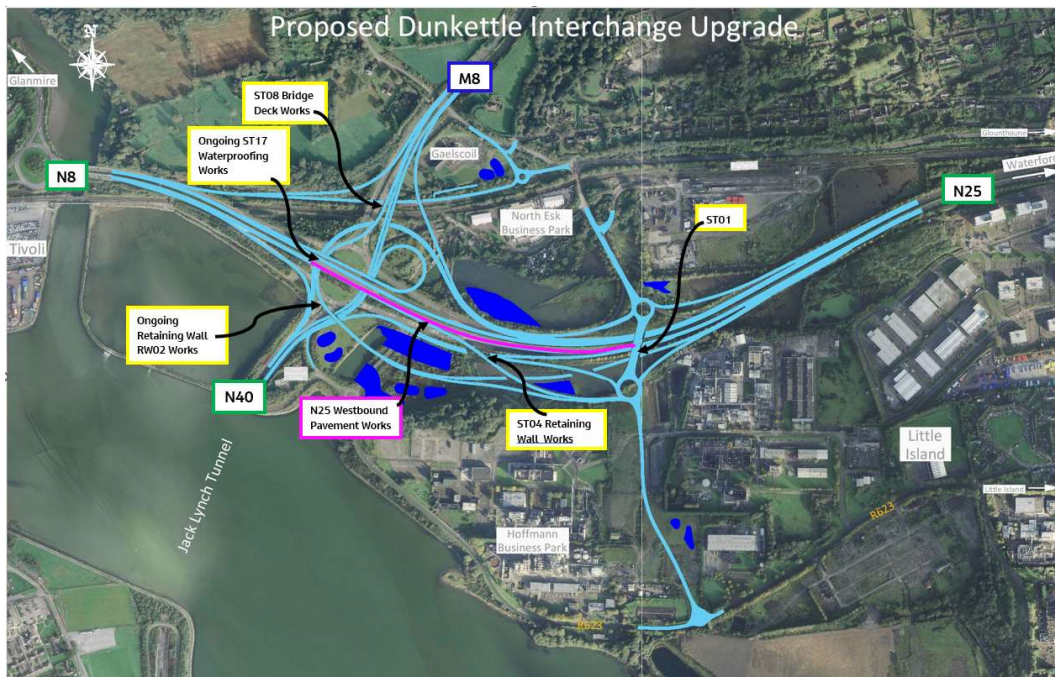 Proposed Dunkettle Interchange Upgrade
N
Glanmire
M8
ST08 Bridge
Deck Works
Ongoing ST17
Waterproofing
Works
Gaelscoil
Glounthaune
Waterford
N8
N25
North Esk
Business Park
ST01
Tivoli
Ongoing
Retaining Wall
RW02 Works
N40
N25 Westbound
Pavement Works
ST04 Retaining
Wall Works
Little
Island
Little Island
Jack Lynch Tunnel
R623
Hoffmann
Business Park
R623